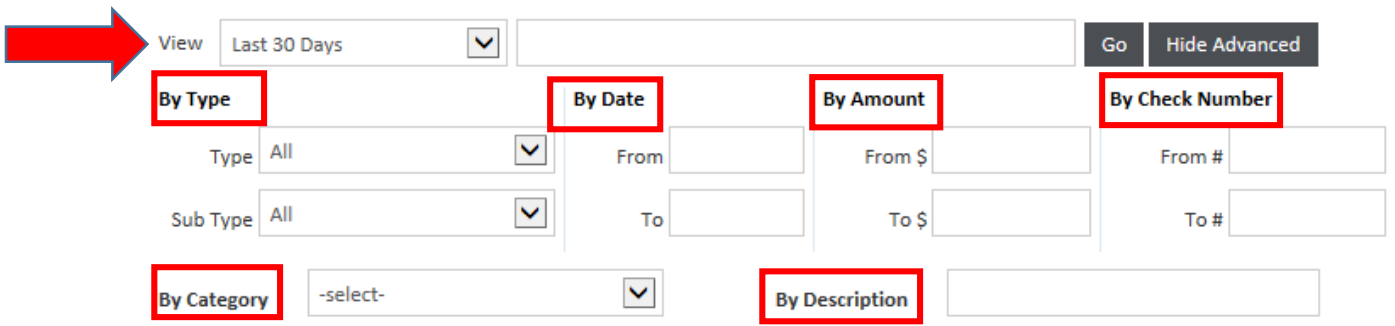 View Last 30 Days Go Hide Advanced
By Type By Date By Amount By Check Number
Type All From From $ From #
Sub Type All To To $ To #
By Category -select- By Description